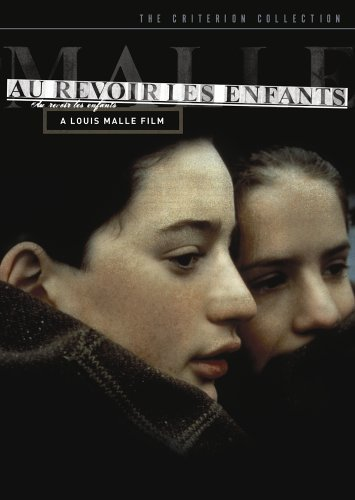 THE CRITERION COLLECTION
MALLE
AU REVOIR LES ENFANTS
Au revoir les enfants
A LOUIS MALLE FILM